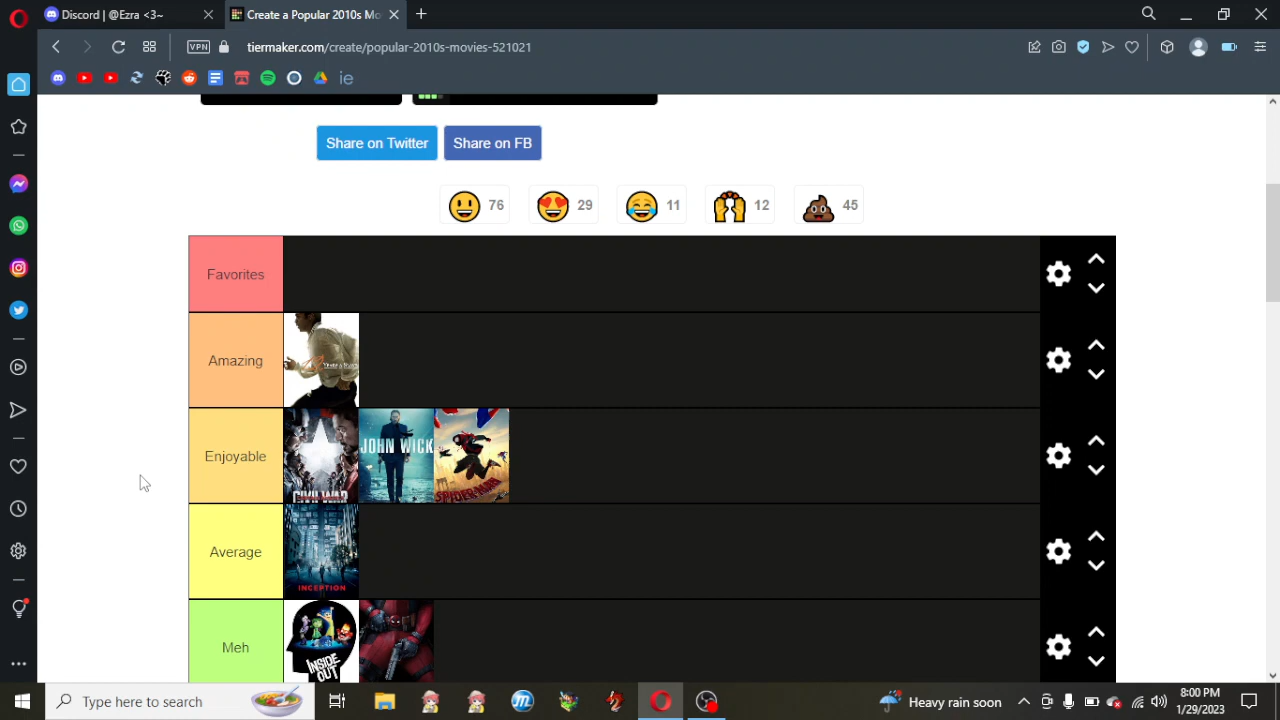 Discord | @Ezra <3~
Create a Popular 2010s Mo
VPN
tiermaker.com/create/popular-2010s-movies-521021
ie
Share on Twitter
Share on FB
76
29
11
12
45
Favorites
Amazing
Enjoyable
CIVIL WAR
JOHN WICK
SPIDER-MAN
Average
INCEPTION
Meh
INSIDE
OUT
Type here to search
Heavy rain soon
8:00 PM
1/29/2023